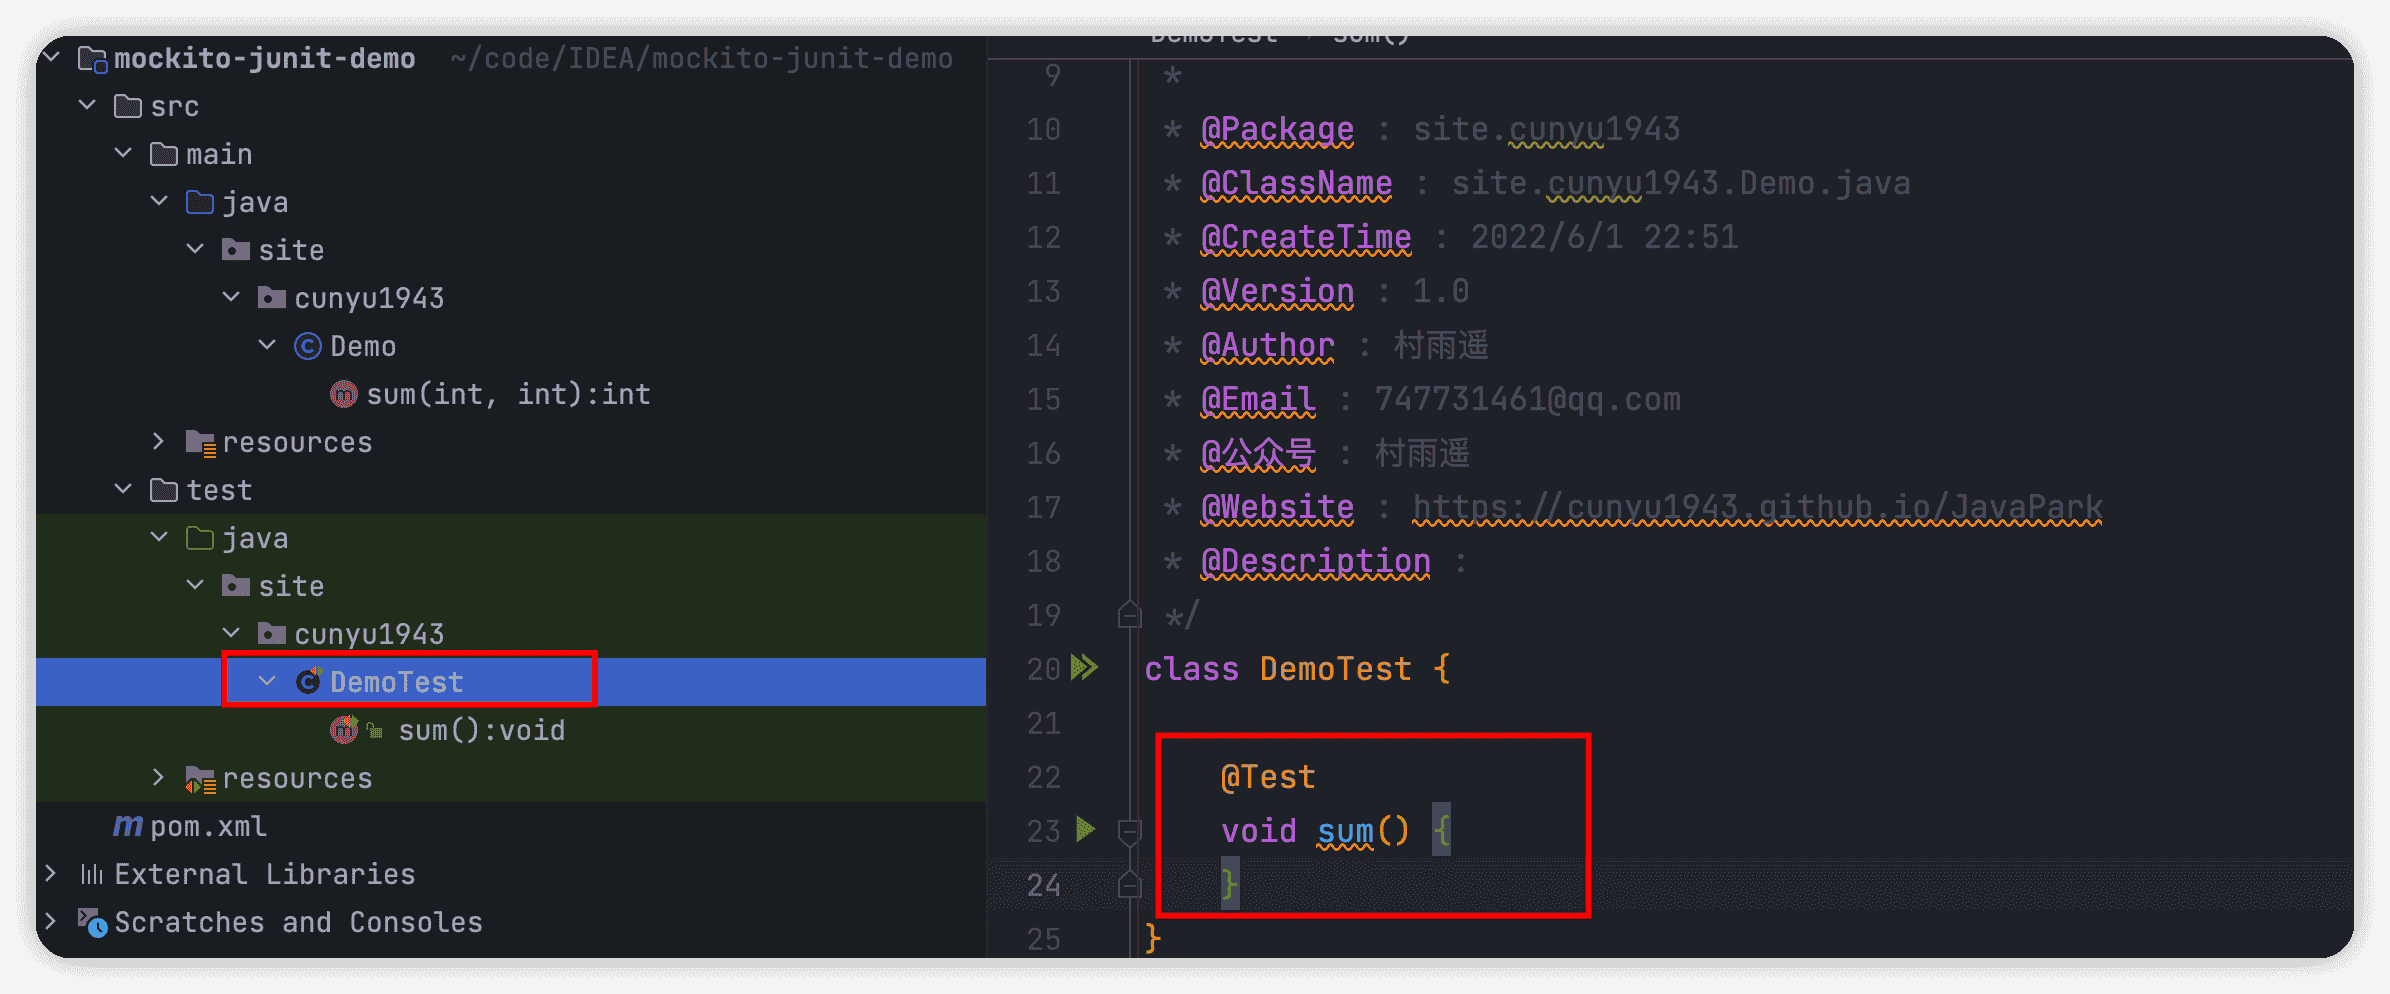 mockito-junit-demo ~/code/IDEA/mockito-junit-demo
src
main
java
site
cunyu1943
Demo
sum(int, int):int
resources
test
java
site
cunyu1943
DemoTest
sum():void
resources
pom.xml
External Libraries
Scratches and Consoles
DemoTest > sum()
9 *
10 * @Package : site.cunyu1943
11 * @ClassName : site.cunyu1943.Demo.java
12 * @CreateTime : 2022/6/1 22:51
13 * @Version : 1.0
14 * @Author : 村雨遥
15 * @Email : 747731461@qq.com
16 * @公众号 : 村雨遥
17 * @Website : https://cunyu1943.github.io/JavaPark
18 * @Description :
19 */
20 class DemoTest {
21
22 @Test
23 void sum() {
24 }
25 }